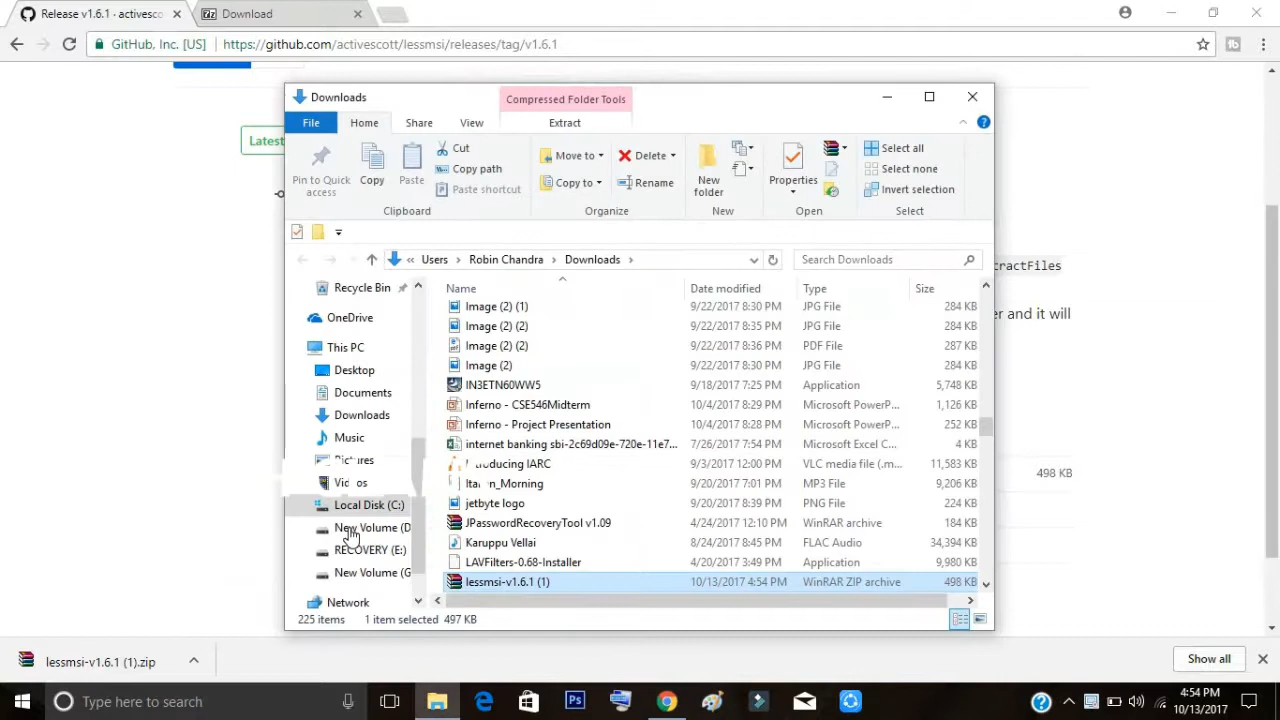 Release v1.6.1 · activesco
Download
GitHub, Inc. [US]
https://github.com/activescott/lessmsi/releases/tag/v1.6.1
Downloads
Compressed Folder Tools
File
Home
Share
View
Extract
Pin to Quick access
Copy
Paste
Cut
Copy path
Paste shortcut
Move to
Copy to
Delete
Rename
New folder
Properties
Select all
Select none
Invert selection
Clipboard
Organize
New
Open
Select
Users
Robin Chandra
Downloads
Search Downloads
Latest
ractFiles
er and it will
498 KB
Recycle Bin
OneDrive
This PC
Desktop
Documents
Downloads
Music
Pictures
Videos
Local Disk (C:)
New Volume (D
RECOVERY (E:)
New Volume (G
Network
Name Date modified Type Size
Image (2) (1) 9/22/2017 8:30 PM JPG File 284 KB
Image (2) (2) 9/22/2017 8:35 PM JPG File 284 KB
Image (2) (2) 9/22/2017 8:36 PM PDF File 287 KB
Image (2) 9/22/2017 8:30 PM JPG File 284 KB
IN3ETN60WW5 9/18/2017 7:25 PM Application 5,748 KB
Inferno - CSE546Midterm 10/4/2017 8:29 PM Microsoft PowerP... 1,126 KB
Inferno - Project Presentation 10/4/2017 8:28 PM Microsoft PowerP... 252 KB
internet banking sbi-2c69d09e-720e-11e7... 7/26/2017 7:54 PM Microsoft Excel C... 4 KB
Introducing IARC 9/3/2017 12:00 PM VLC media file (.m... 11,583 KB
Italian_Morning 9/20/2017 7:01 PM MP3 File 9,206 KB
jetbyte logo 9/20/2017 8:39 PM PNG File 224 KB
JPasswordRecoveryTool v1.09 4/24/2017 12:10 PM WinRAR archive 184 KB
Karuppu Vellai 8/24/2017 8:45 PM FLAC Audio 34,394 KB
LAVFilters-0.68-Installer 4/20/2017 3:49 PM Application 9,980 KB
lessmsi-v1.6.1 (1) 10/13/2017 4:54 PM WinRAR ZIP archive 498 KB
225 items 1 item selected 497 KB
lessmsi-v1.6.1 (1).zip
Show all
Type here to search
4:54 PM
10/13/2017